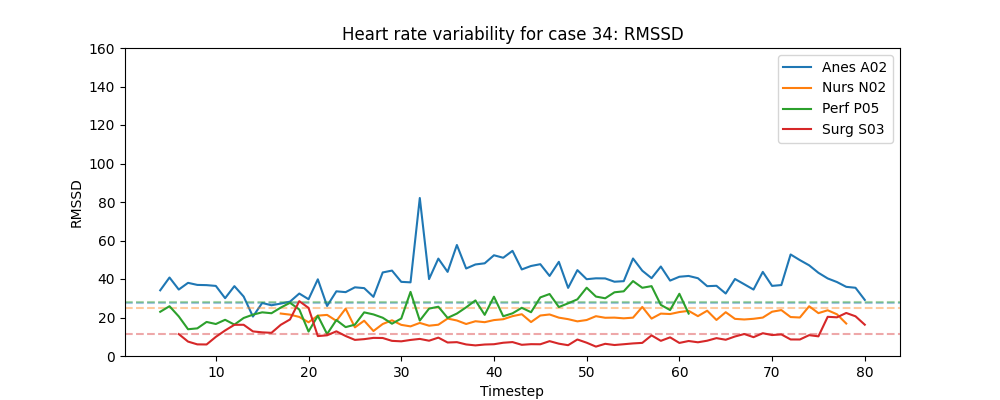 Heart rate variability for case 34: RMSSD
160
140
120
100
80
60
40
20
0
RMSSD
Anes A02
Nurs N02
Perf P05
Surg S03
10
20
30
40
50
60
70
80
Timestep